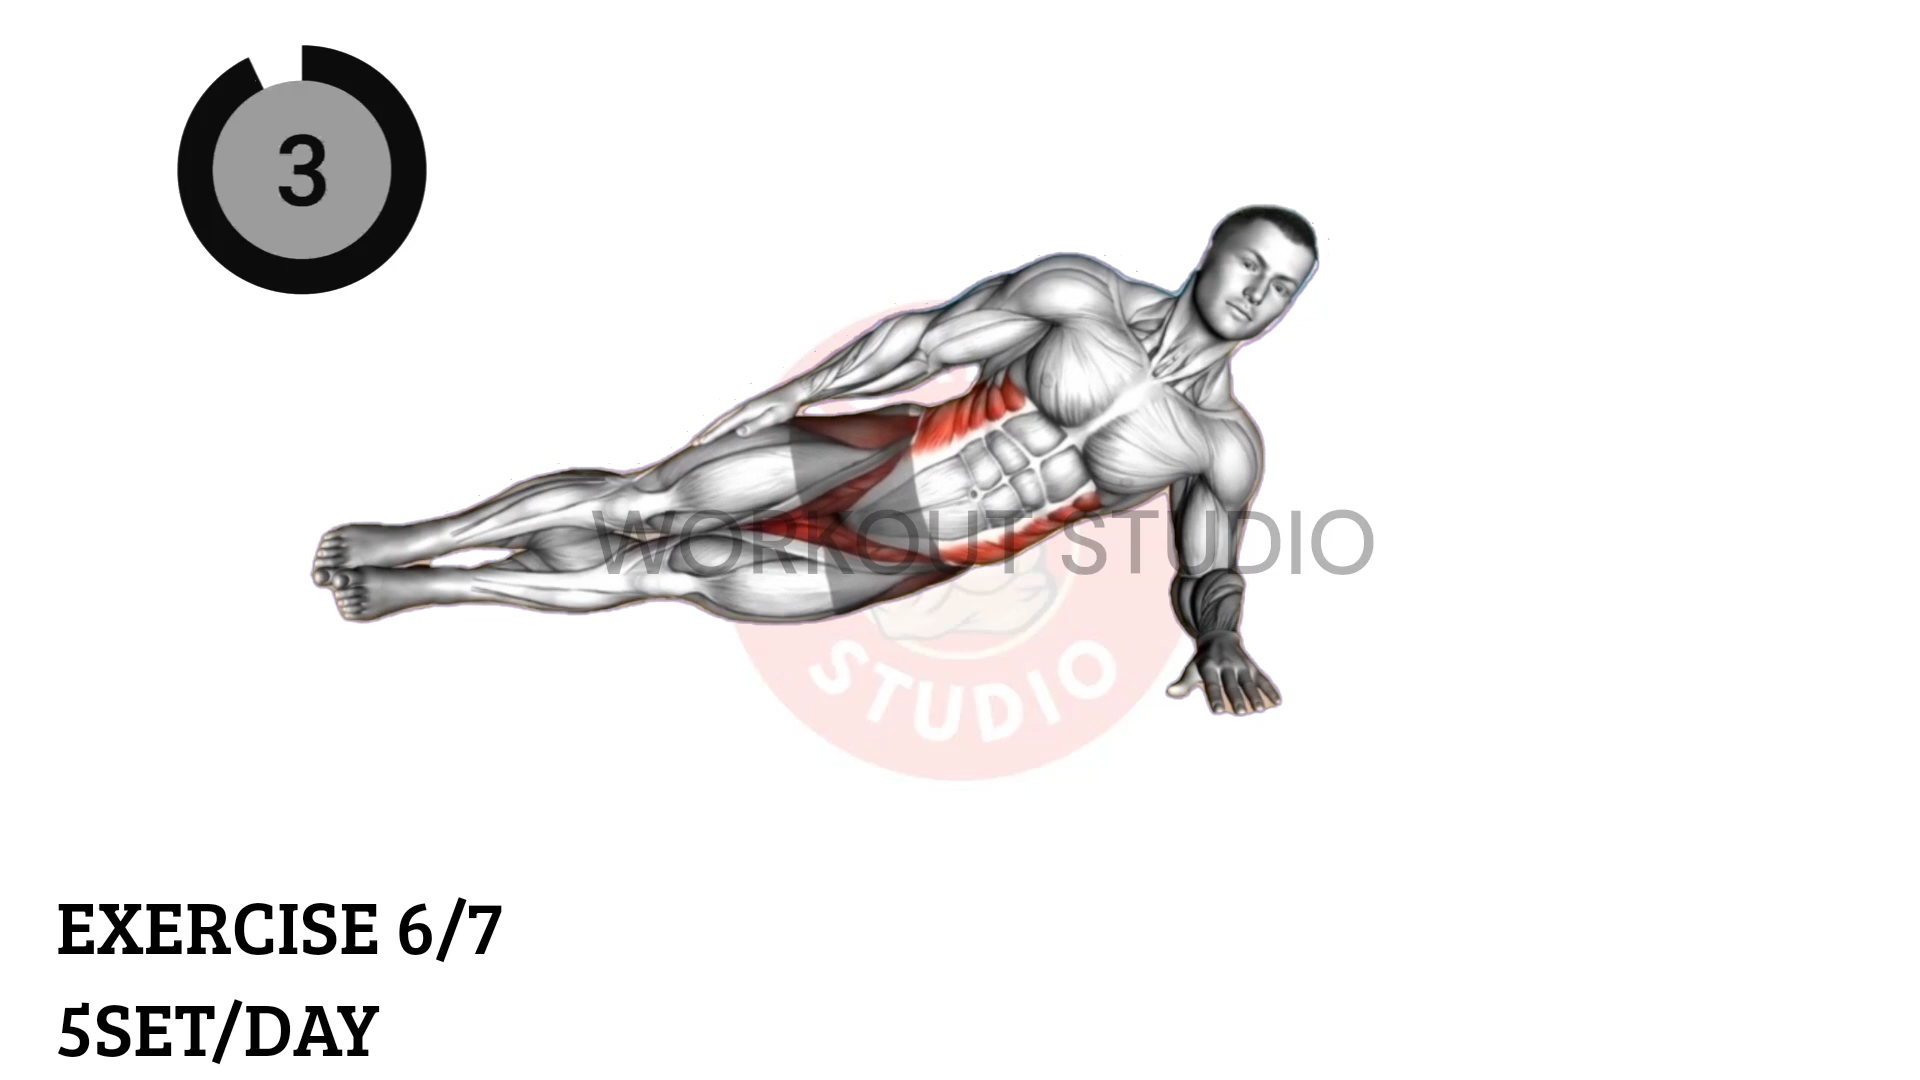 3
WORKOUT STUDIO
STUDIO
EXERCISE 6/7
5SET/DAY